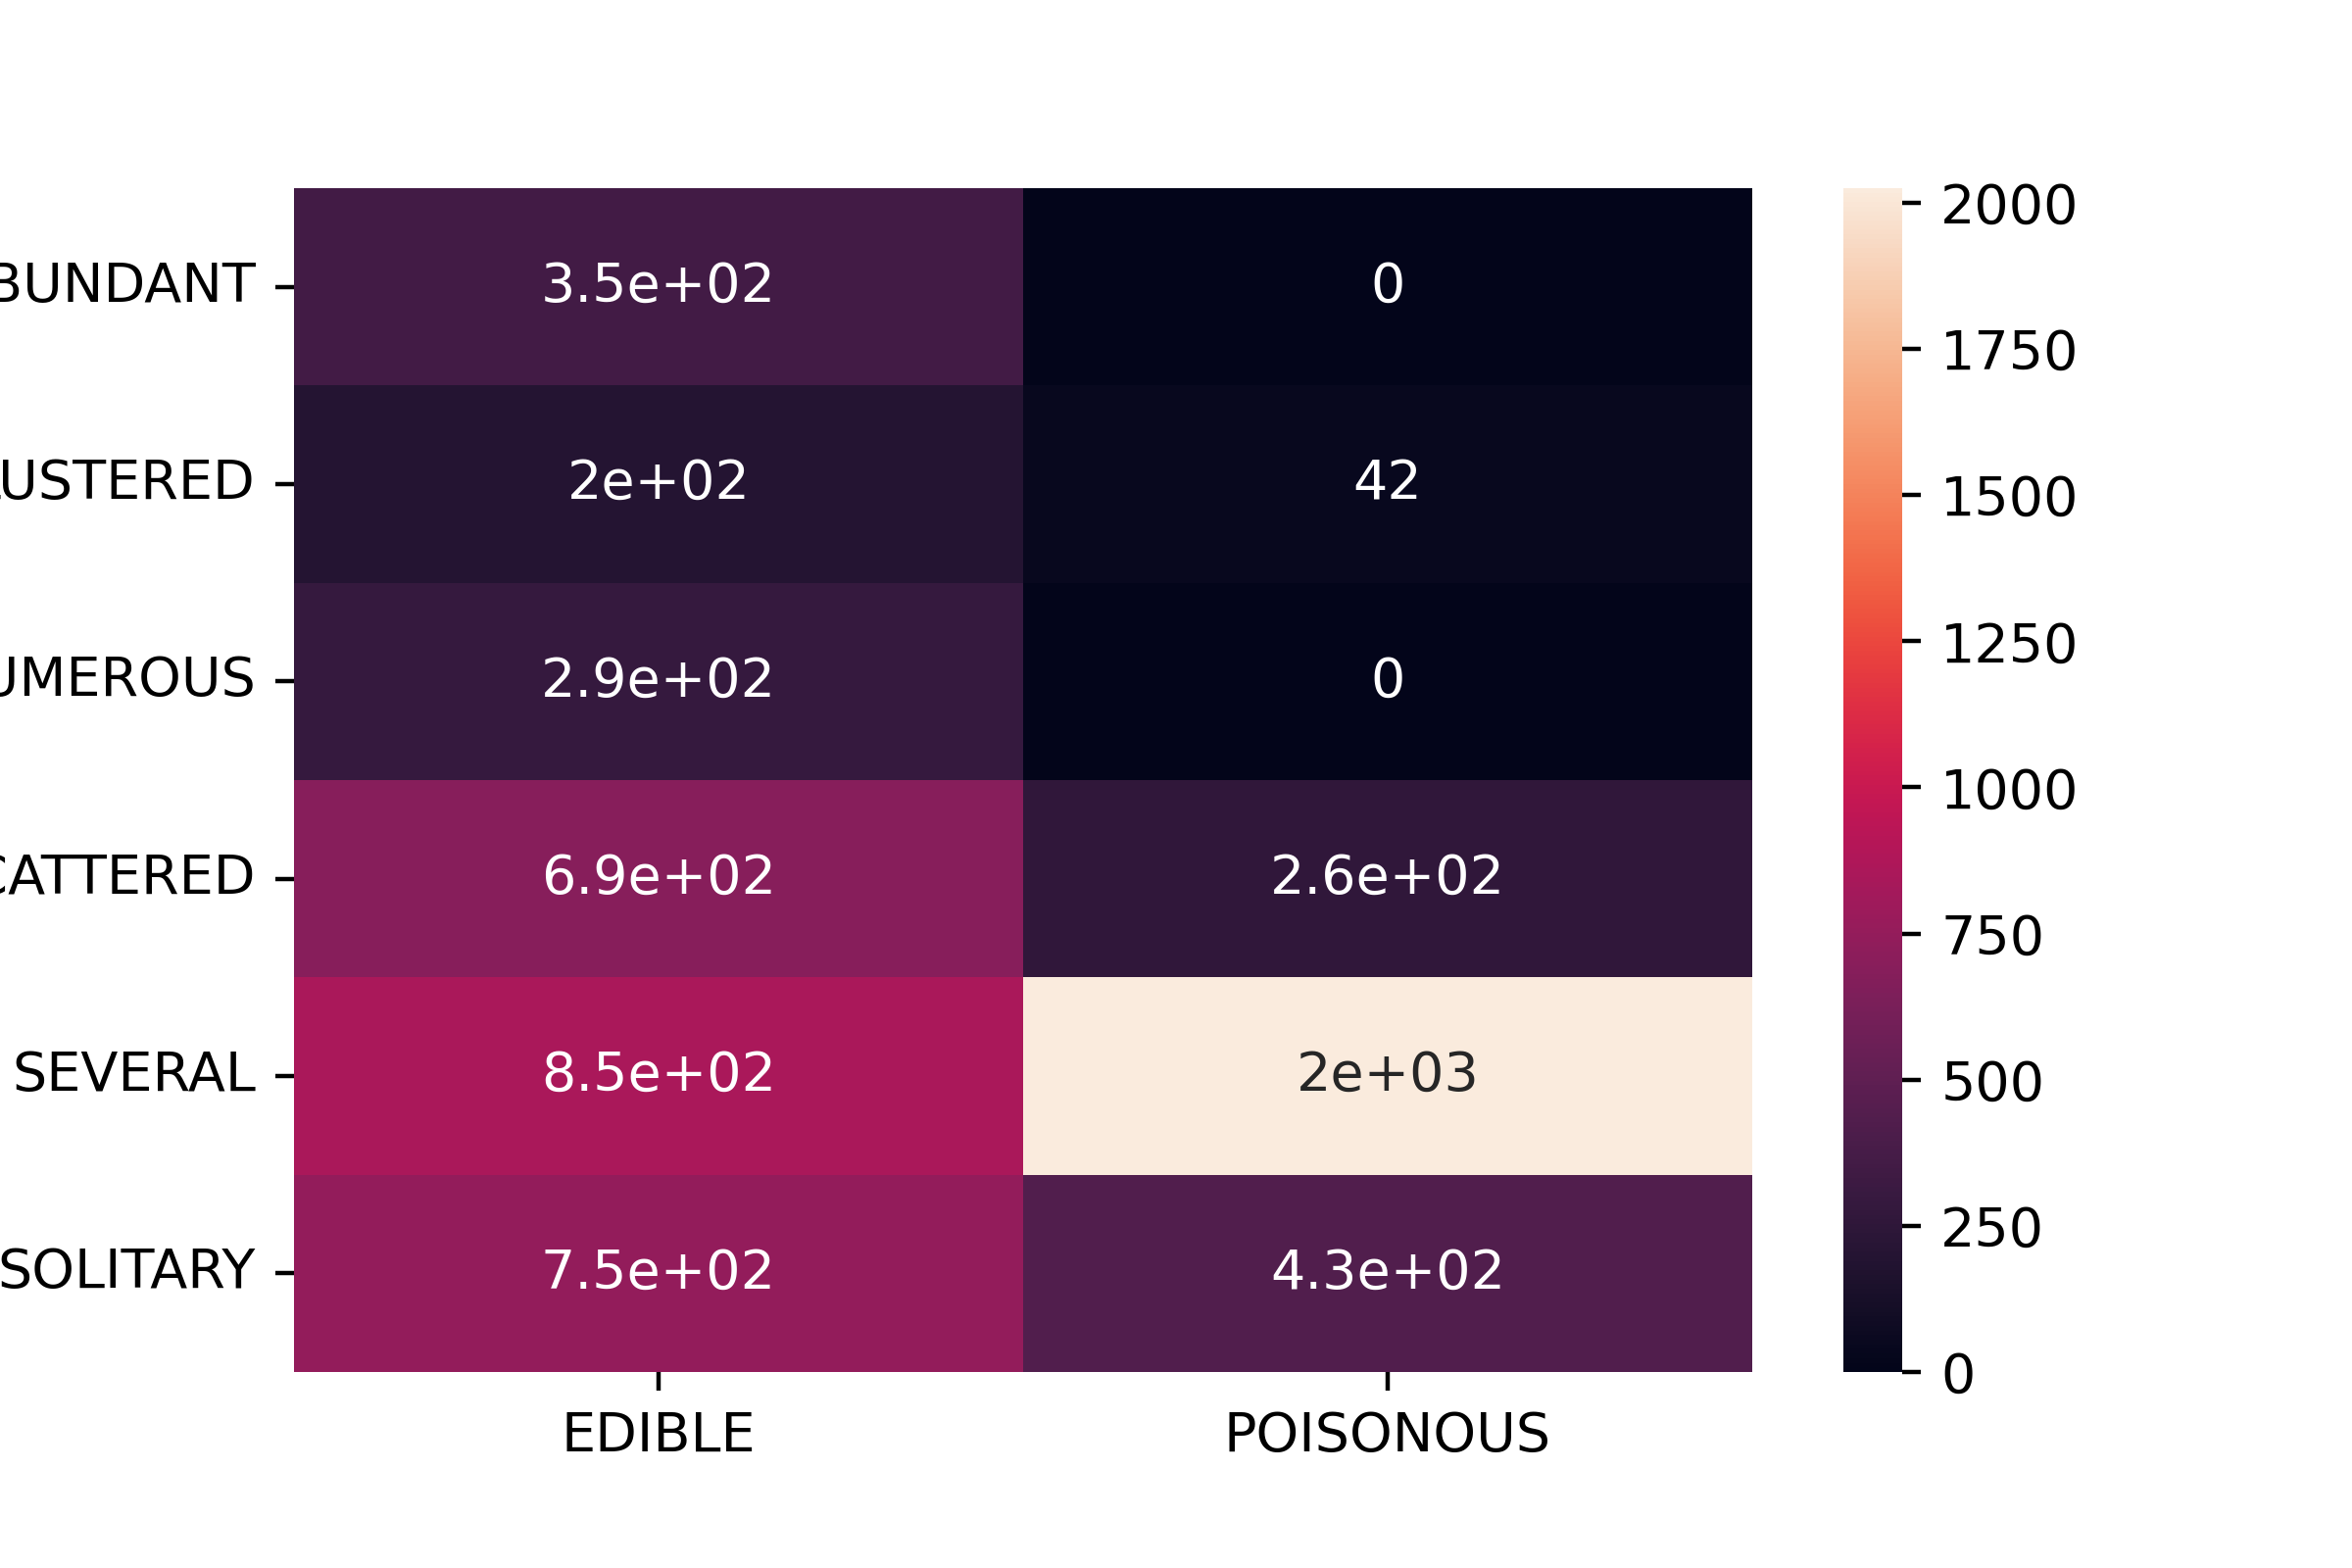 BUNDANT 3.5e+02 0
USTERED 2e+02 42
UMEROUS 2.9e+02 0
CATTERED 6.9e+02 2.6e+02
SEVERAL 8.5e+02 2e+03
SOLITARY 7.5e+02 4.3e+02
EDIBLE POISONOUS
2000
1750
1500
1250
1000
750
500
250
0